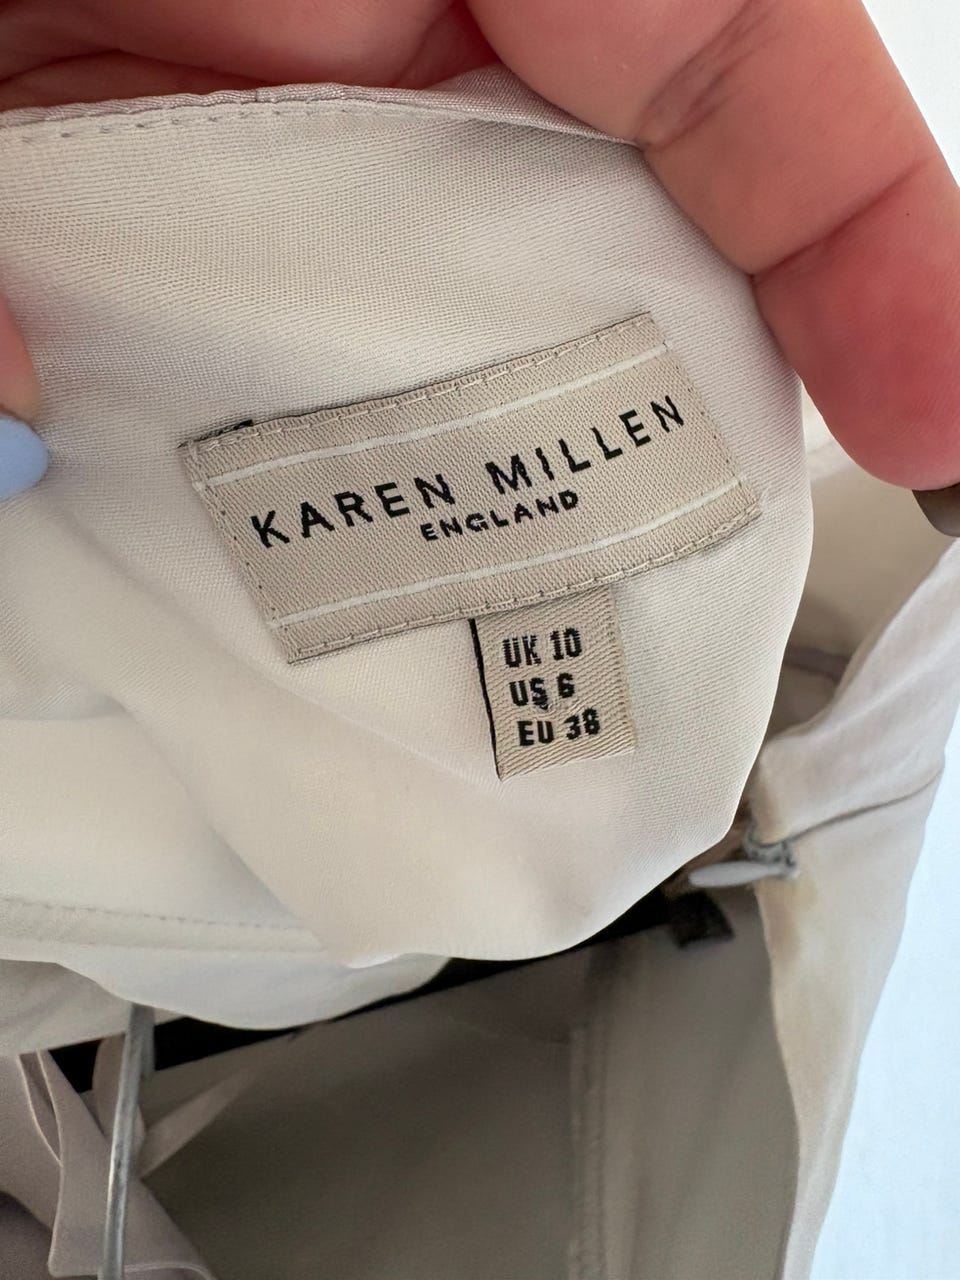 KAREN MILLEN
ENGLAND
UK 10
US 6
EU 38